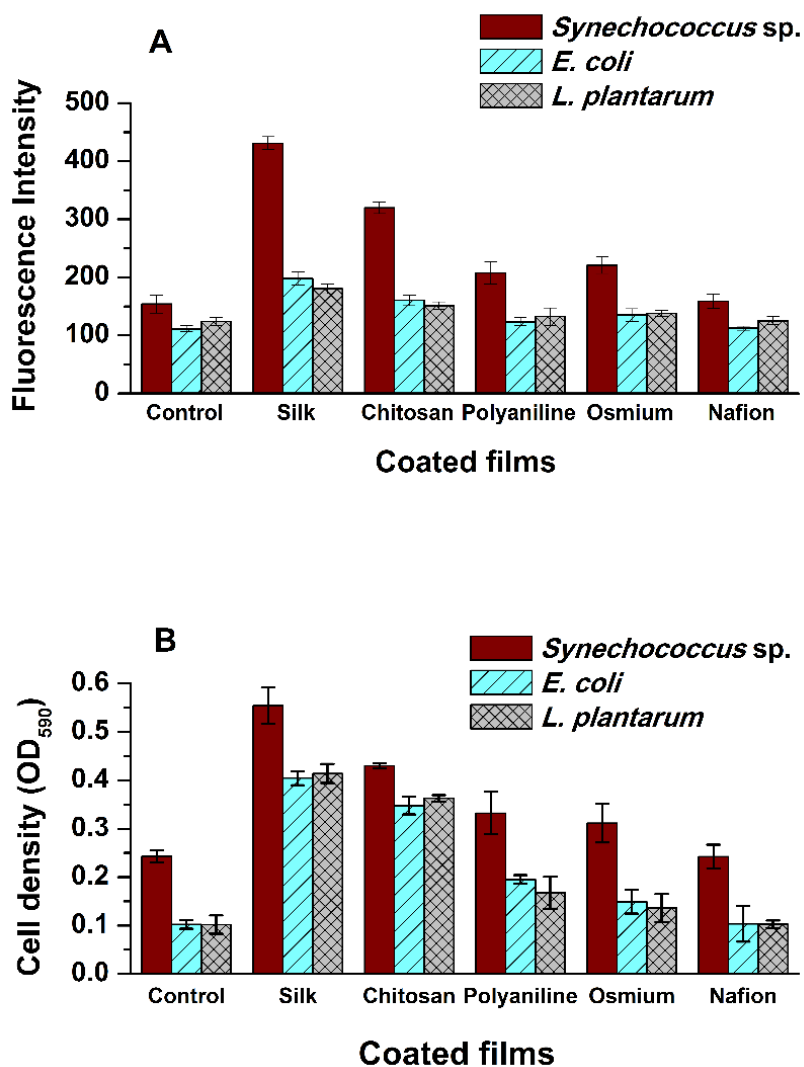 A
Synechococcus sp.
E. coli
L. plantarum
500
400
300
200
100
0
Fluorescence Intensity
Control Silk Chitosan Polyaniline Osmium Nafion
Coated films
B
Synechococcus sp.
E. coli
L. plantarum
0.6
0.5
0.4
0.3
0.2
0.1
0.0
Cell density (OD₅₉₀)
Control Silk Chitosan Polyaniline Osmium Nafion
Coated films